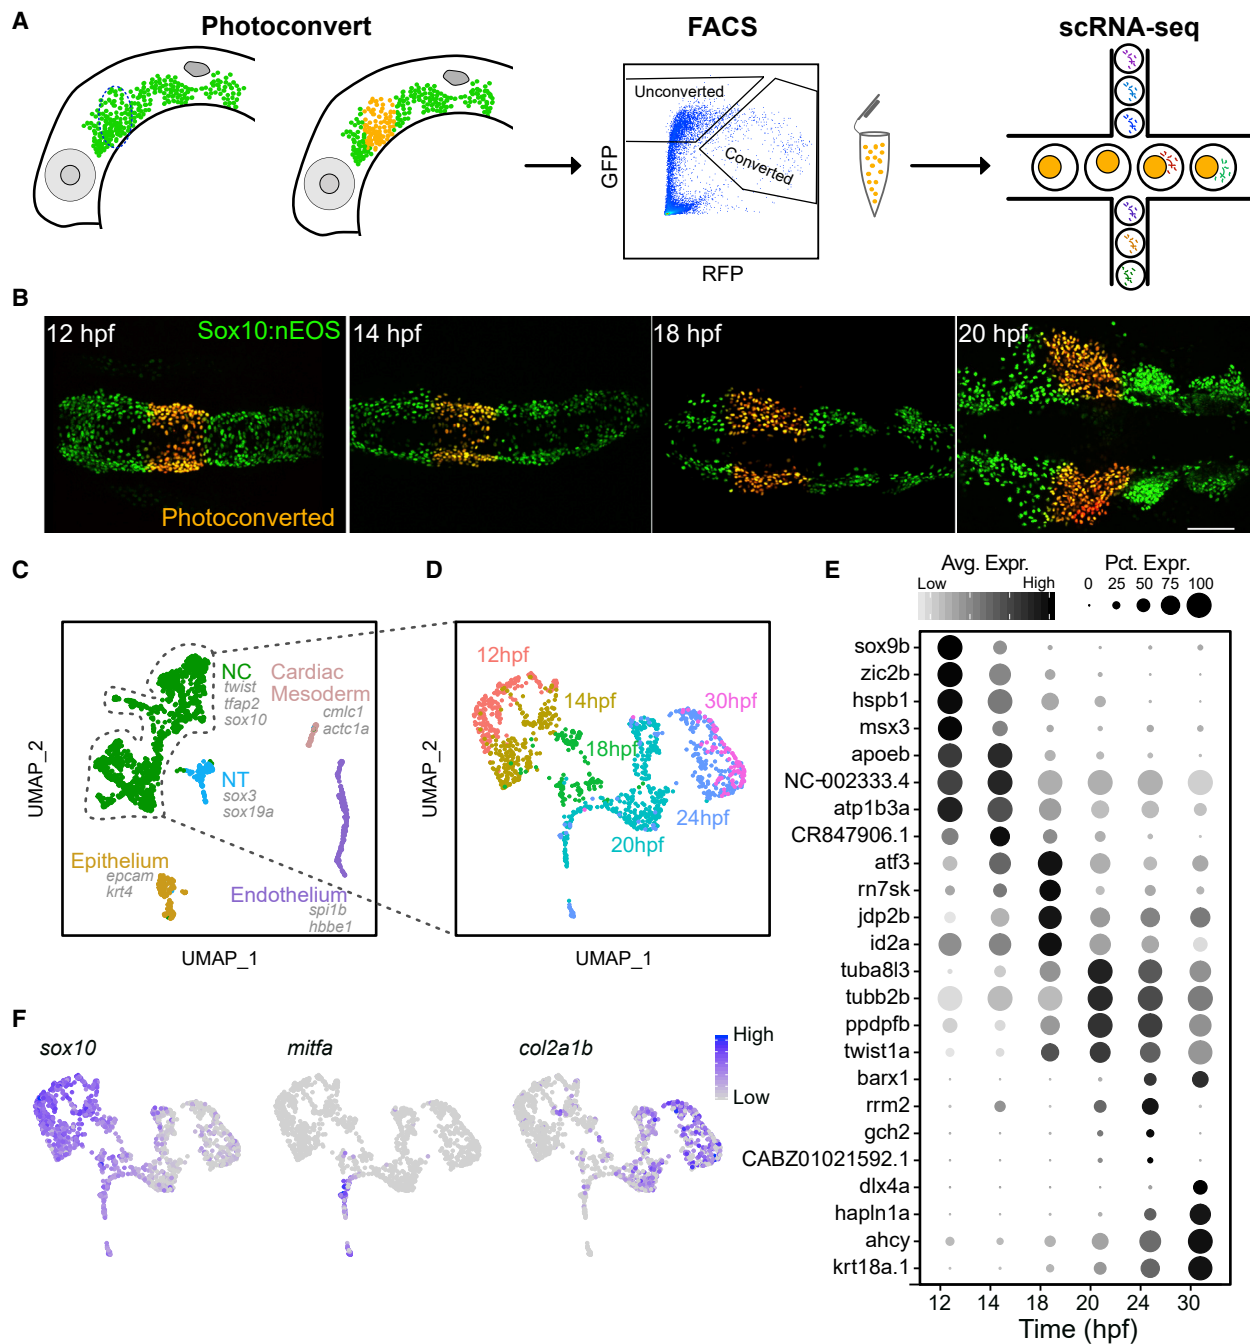 A
Photoconvert
FACS
scRNA-seq
Unconverted
Converted
GFP
RFP
B
12 hpf
Sox10:nEOS
Photoconverted
14 hpf
18 hpf
20 hpf
C
NC
twist
tfap2
sox10
Cardiac
Mesoderm
cmlc1
actc1a
NT
sox3
sox19a
Epithelium
epcam
krt4
Endothelium
spi1b
hbbe1
UMAP_2
UMAP_1
D
12hpf
14hpf
18hpf
30hpf
24hpf
20hpf
UMAP_2
UMAP_1
E
Avg. Expr.
Low High
Pct. Expr.
0 25 50 75 100
sox9b
zic2b
hspb1
msx3
apoeb
NC-002333.4
atp1b3a
CR847906.1
atf3
rn7sk
jdp2b
id2a
tuba8l3
tubb2b
ppdpfb
twist1a
barx1
rrm2
gch2
CABZ01021592.1
dlx4a
hapln1a
ahcy
krt18a.1
12 14 18 20 24 30
Time (hpf)
F
sox10
mitfa
col2a1b
High
Low